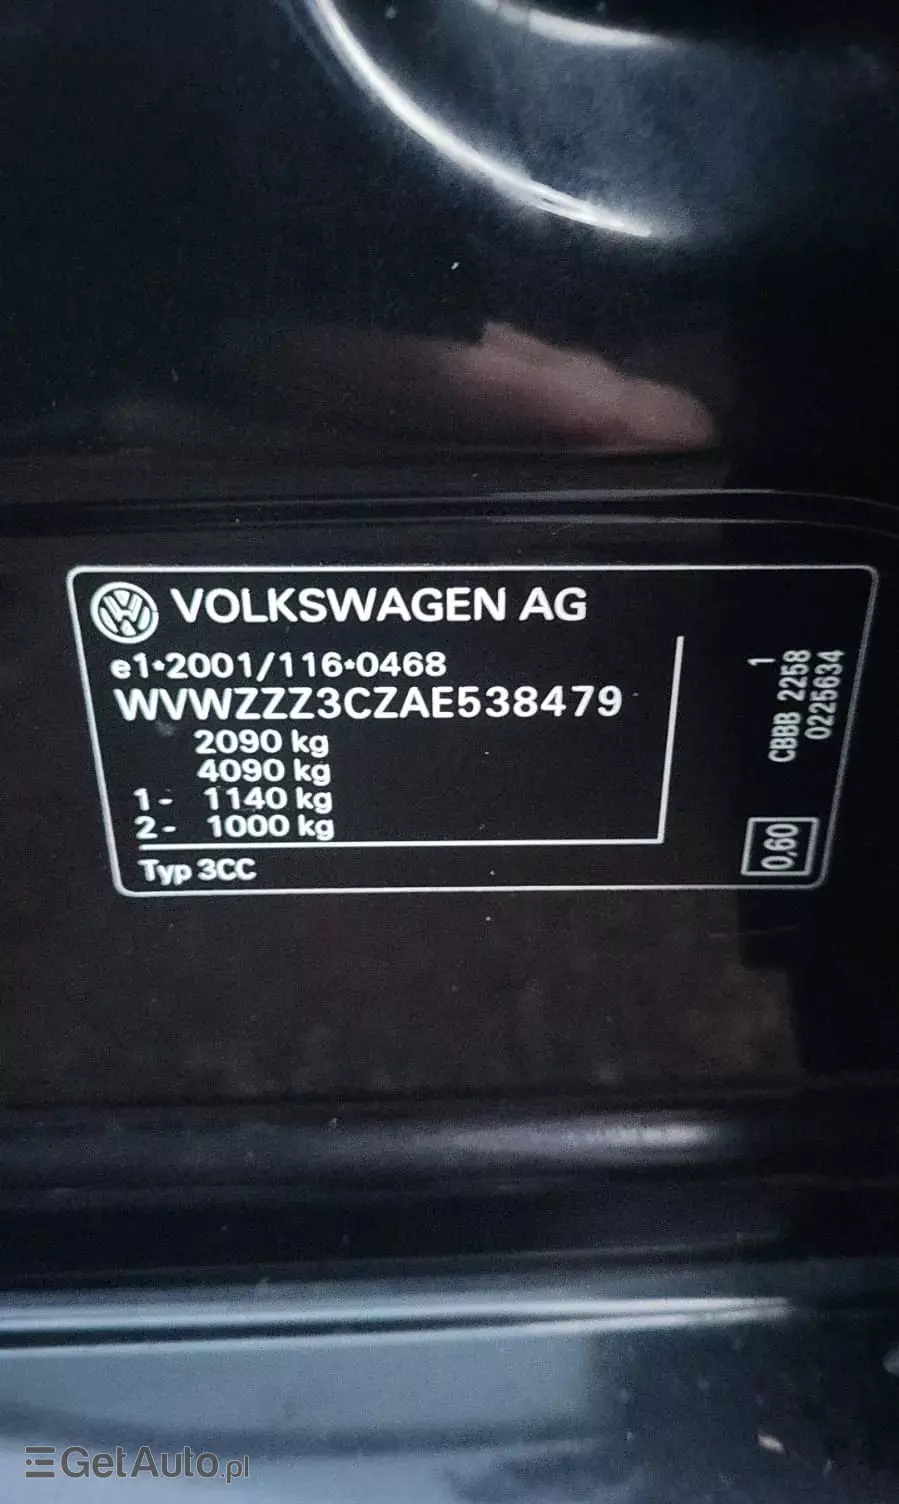 VOLKSWAGEN AG
e1*2001/116*0468
WVWZZZ3CZAE538479
2090 kg
4090 kg
1- 1140 kg
2- 1000 kg
Typ 3CC
1
CBBB 2258
0225634
0,60
GetAuto.pl